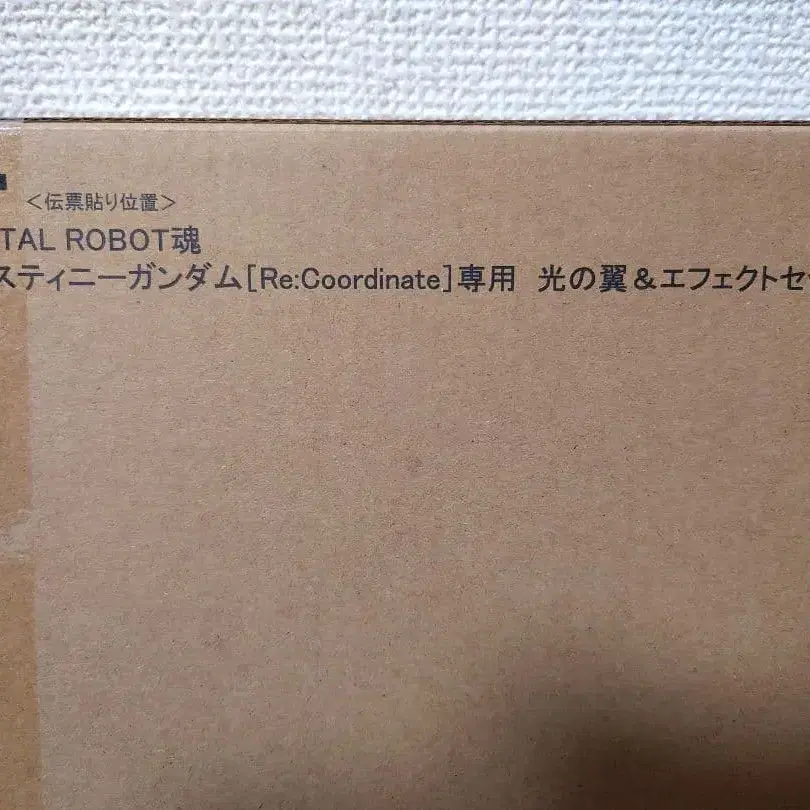 ＜伝票貼り位置＞
TAL ROBOT魂
スティニーガンダム[Re:Coordinate]専用 光の翼＆エフェクトセ